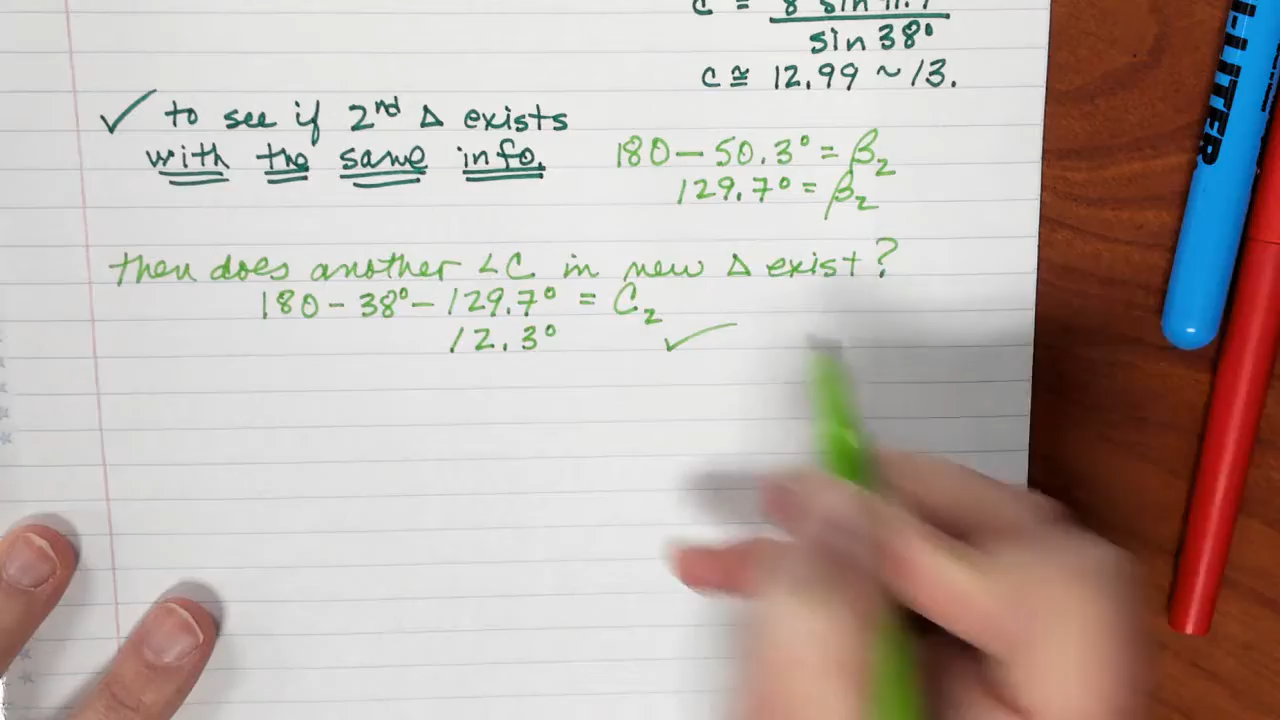 sin 38°
c ≅ 12.99 ~ 13.
✓ to see if 2nd Δ exists
with the same info.
180 - 50.3° = β2
129.7° = β2
then does another ∠C in new Δ exist?
180 - 38° - 129.7° = C2
12.3° ✓
LITER